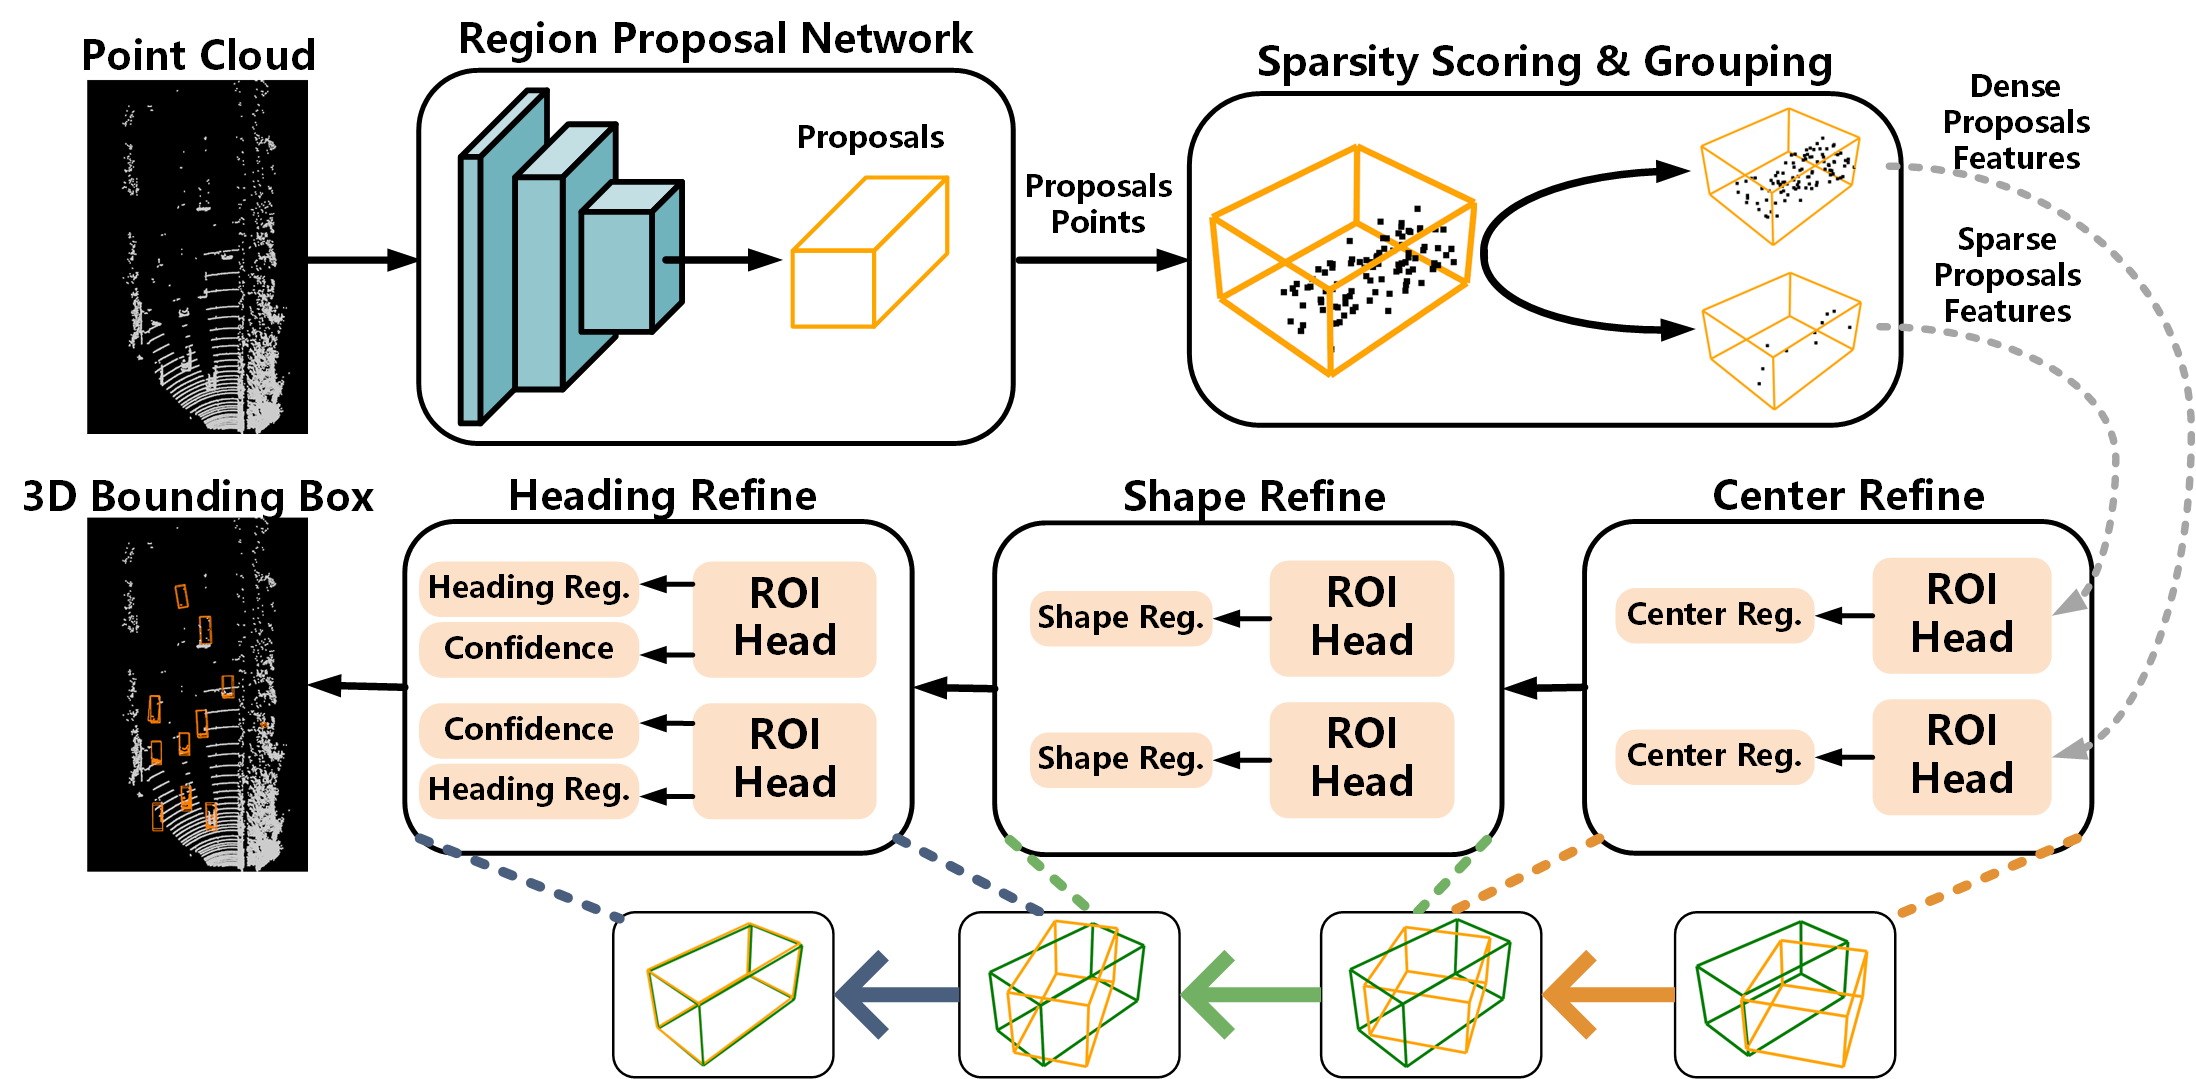 Point Cloud
Region Proposal Network
Proposals
Proposals
Points
Sparsity Scoring & Grouping
Dense
Proposals
Features
Sparse
Proposals
Features
3D Bounding Box
Heading Refine
Heading Reg.
Confidence
ROI
Head
Confidence
Heading Reg.
ROI
Head
Shape Refine
Shape Reg.
ROI
Head
Shape Reg.
ROI
Head
Center Refine
Center Reg.
ROI
Head
Center Reg.
ROI
Head